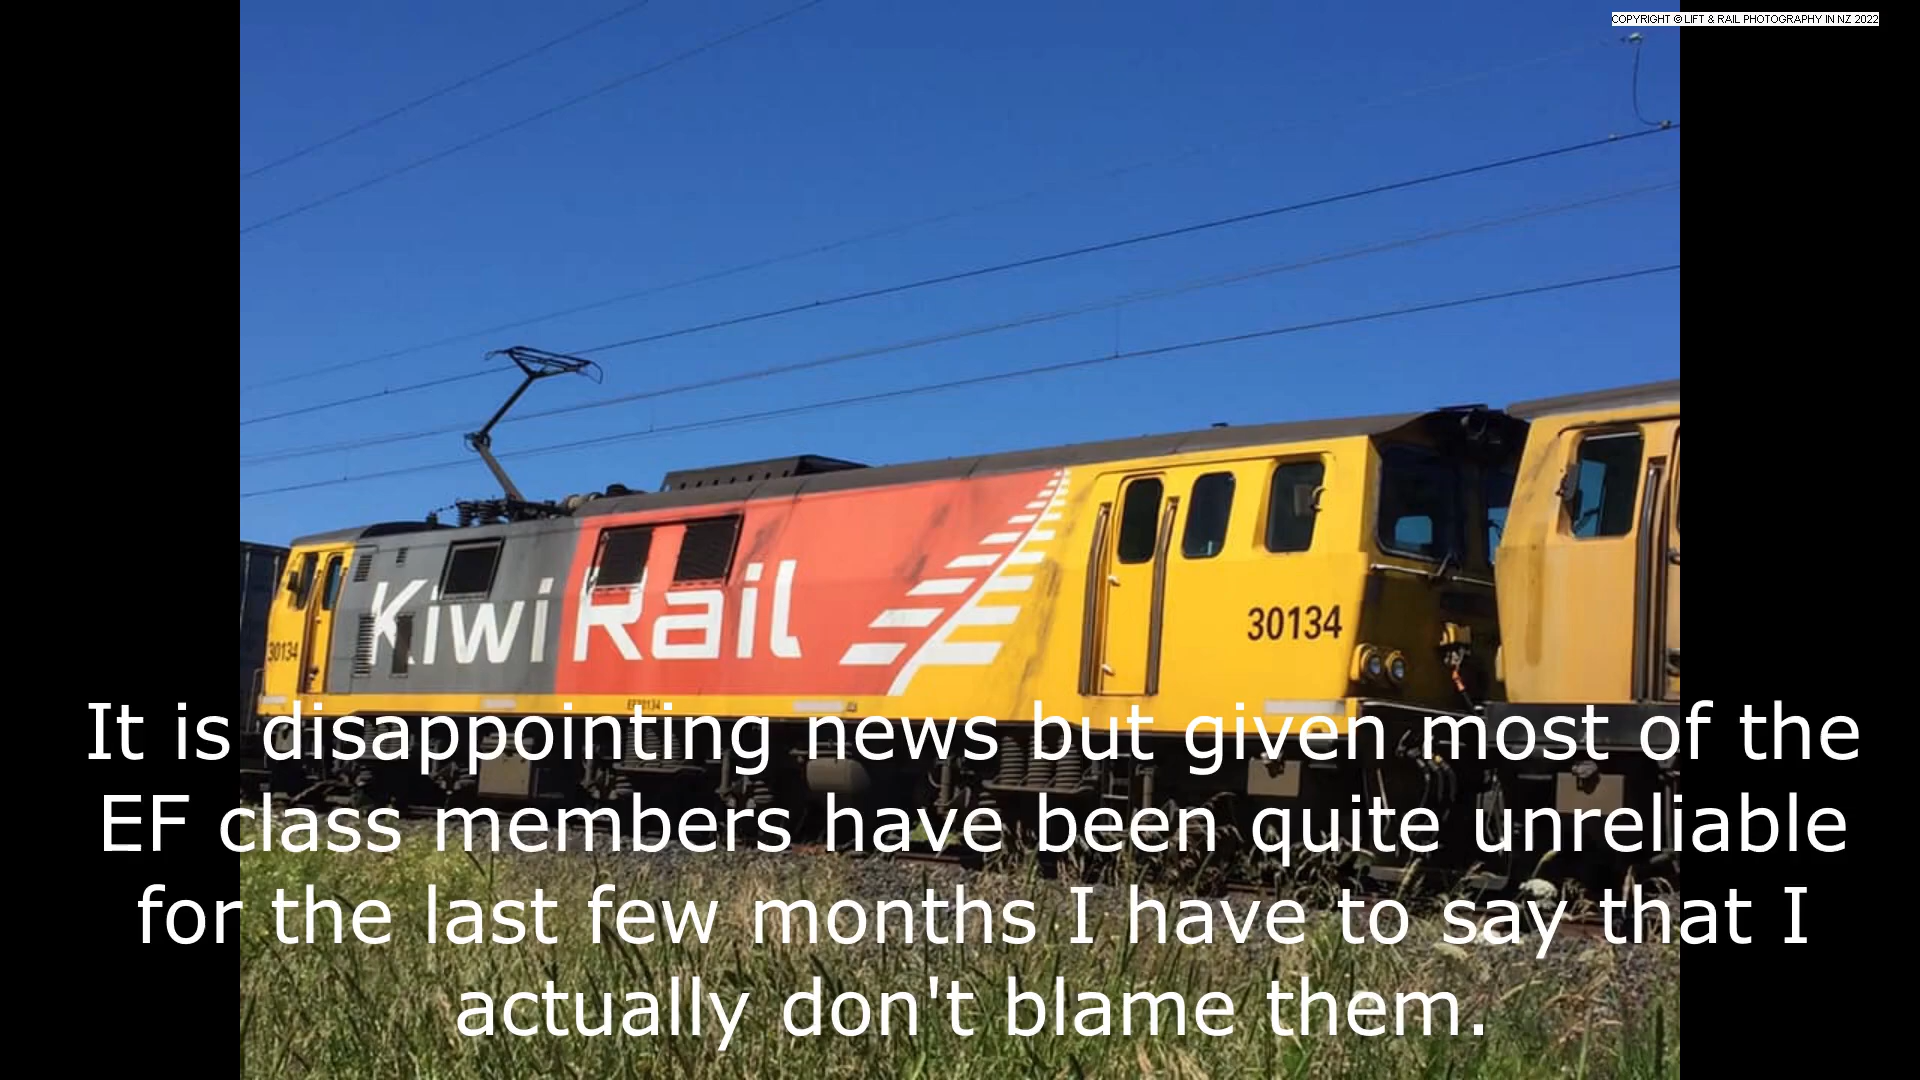 COPYRIGHT © LIFT & RAIL PHOTOGRAPHY IN NZ 2022
KiwiRail
30134
30134
EF30134
It is disappointing news but given most of the
EF class members have been quite unreliable
for the last few months I have to say that I
actually don't blame them.